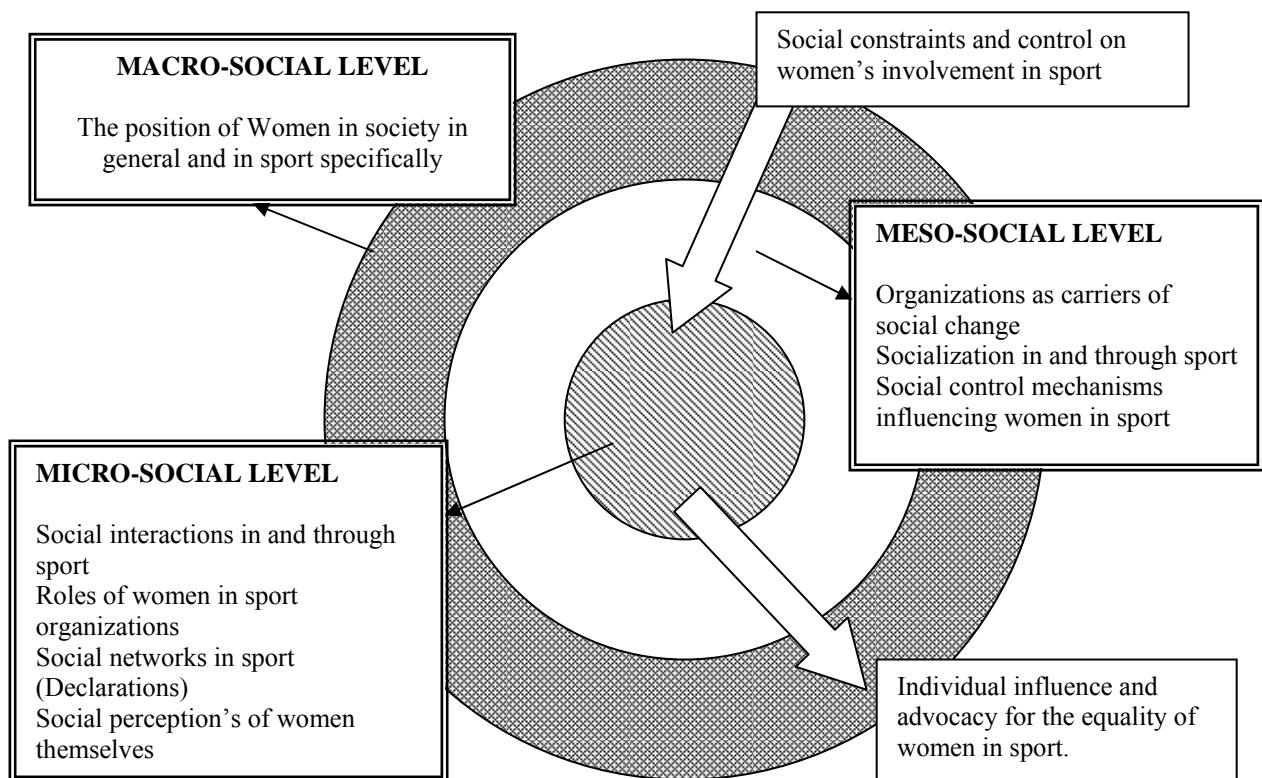 MACRO-SOCIAL LEVEL
The position of Women in society in
general and in sport specifically
Social constraints and control on
women’s involvement in sport
MESO-SOCIAL LEVEL
Organizations as carriers of
social change
Socialization in and through sport
Social control mechanisms
influencing women in sport
MICRO-SOCIAL LEVEL
Social interactions in and through
sport
Roles of women in sport
organizations
Social networks in sport
(Declarations)
Social perception’s of women
themselves
Individual influence and
advocacy for the equality of
women in sport.